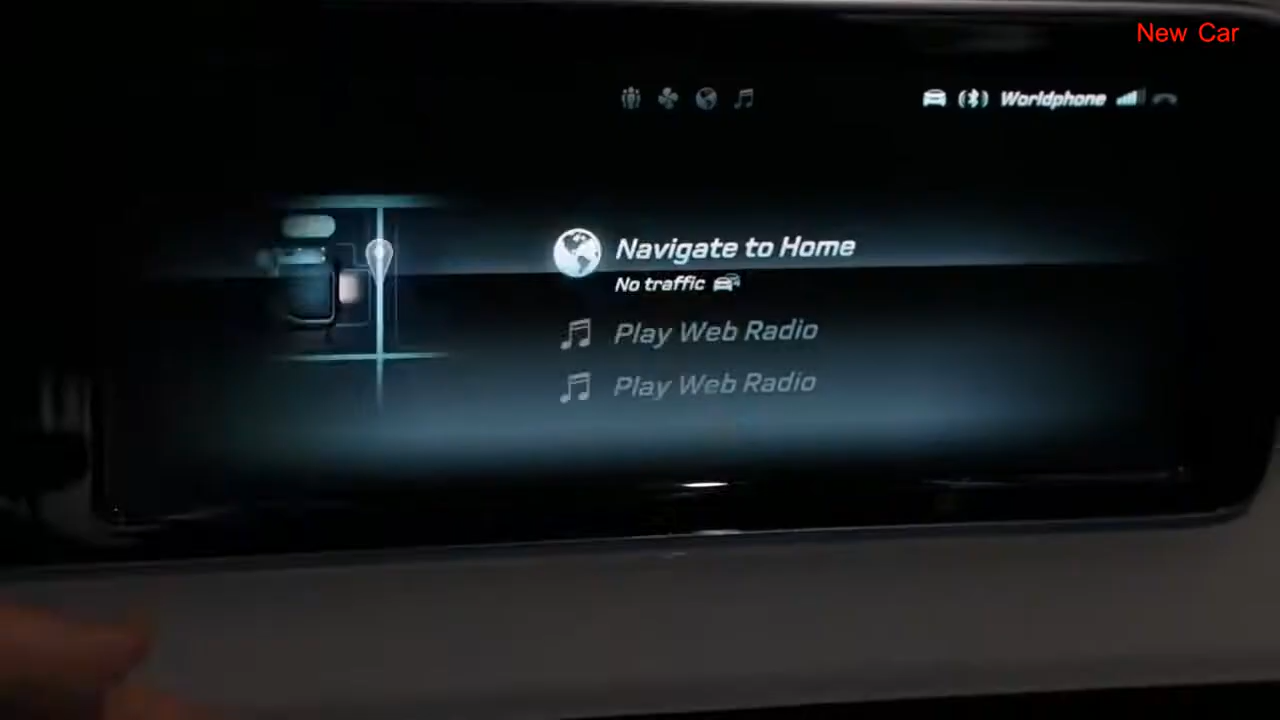 New Car
Worldphone
Navigate to Home
No traffic
Play Web Radio
Play Web Radio